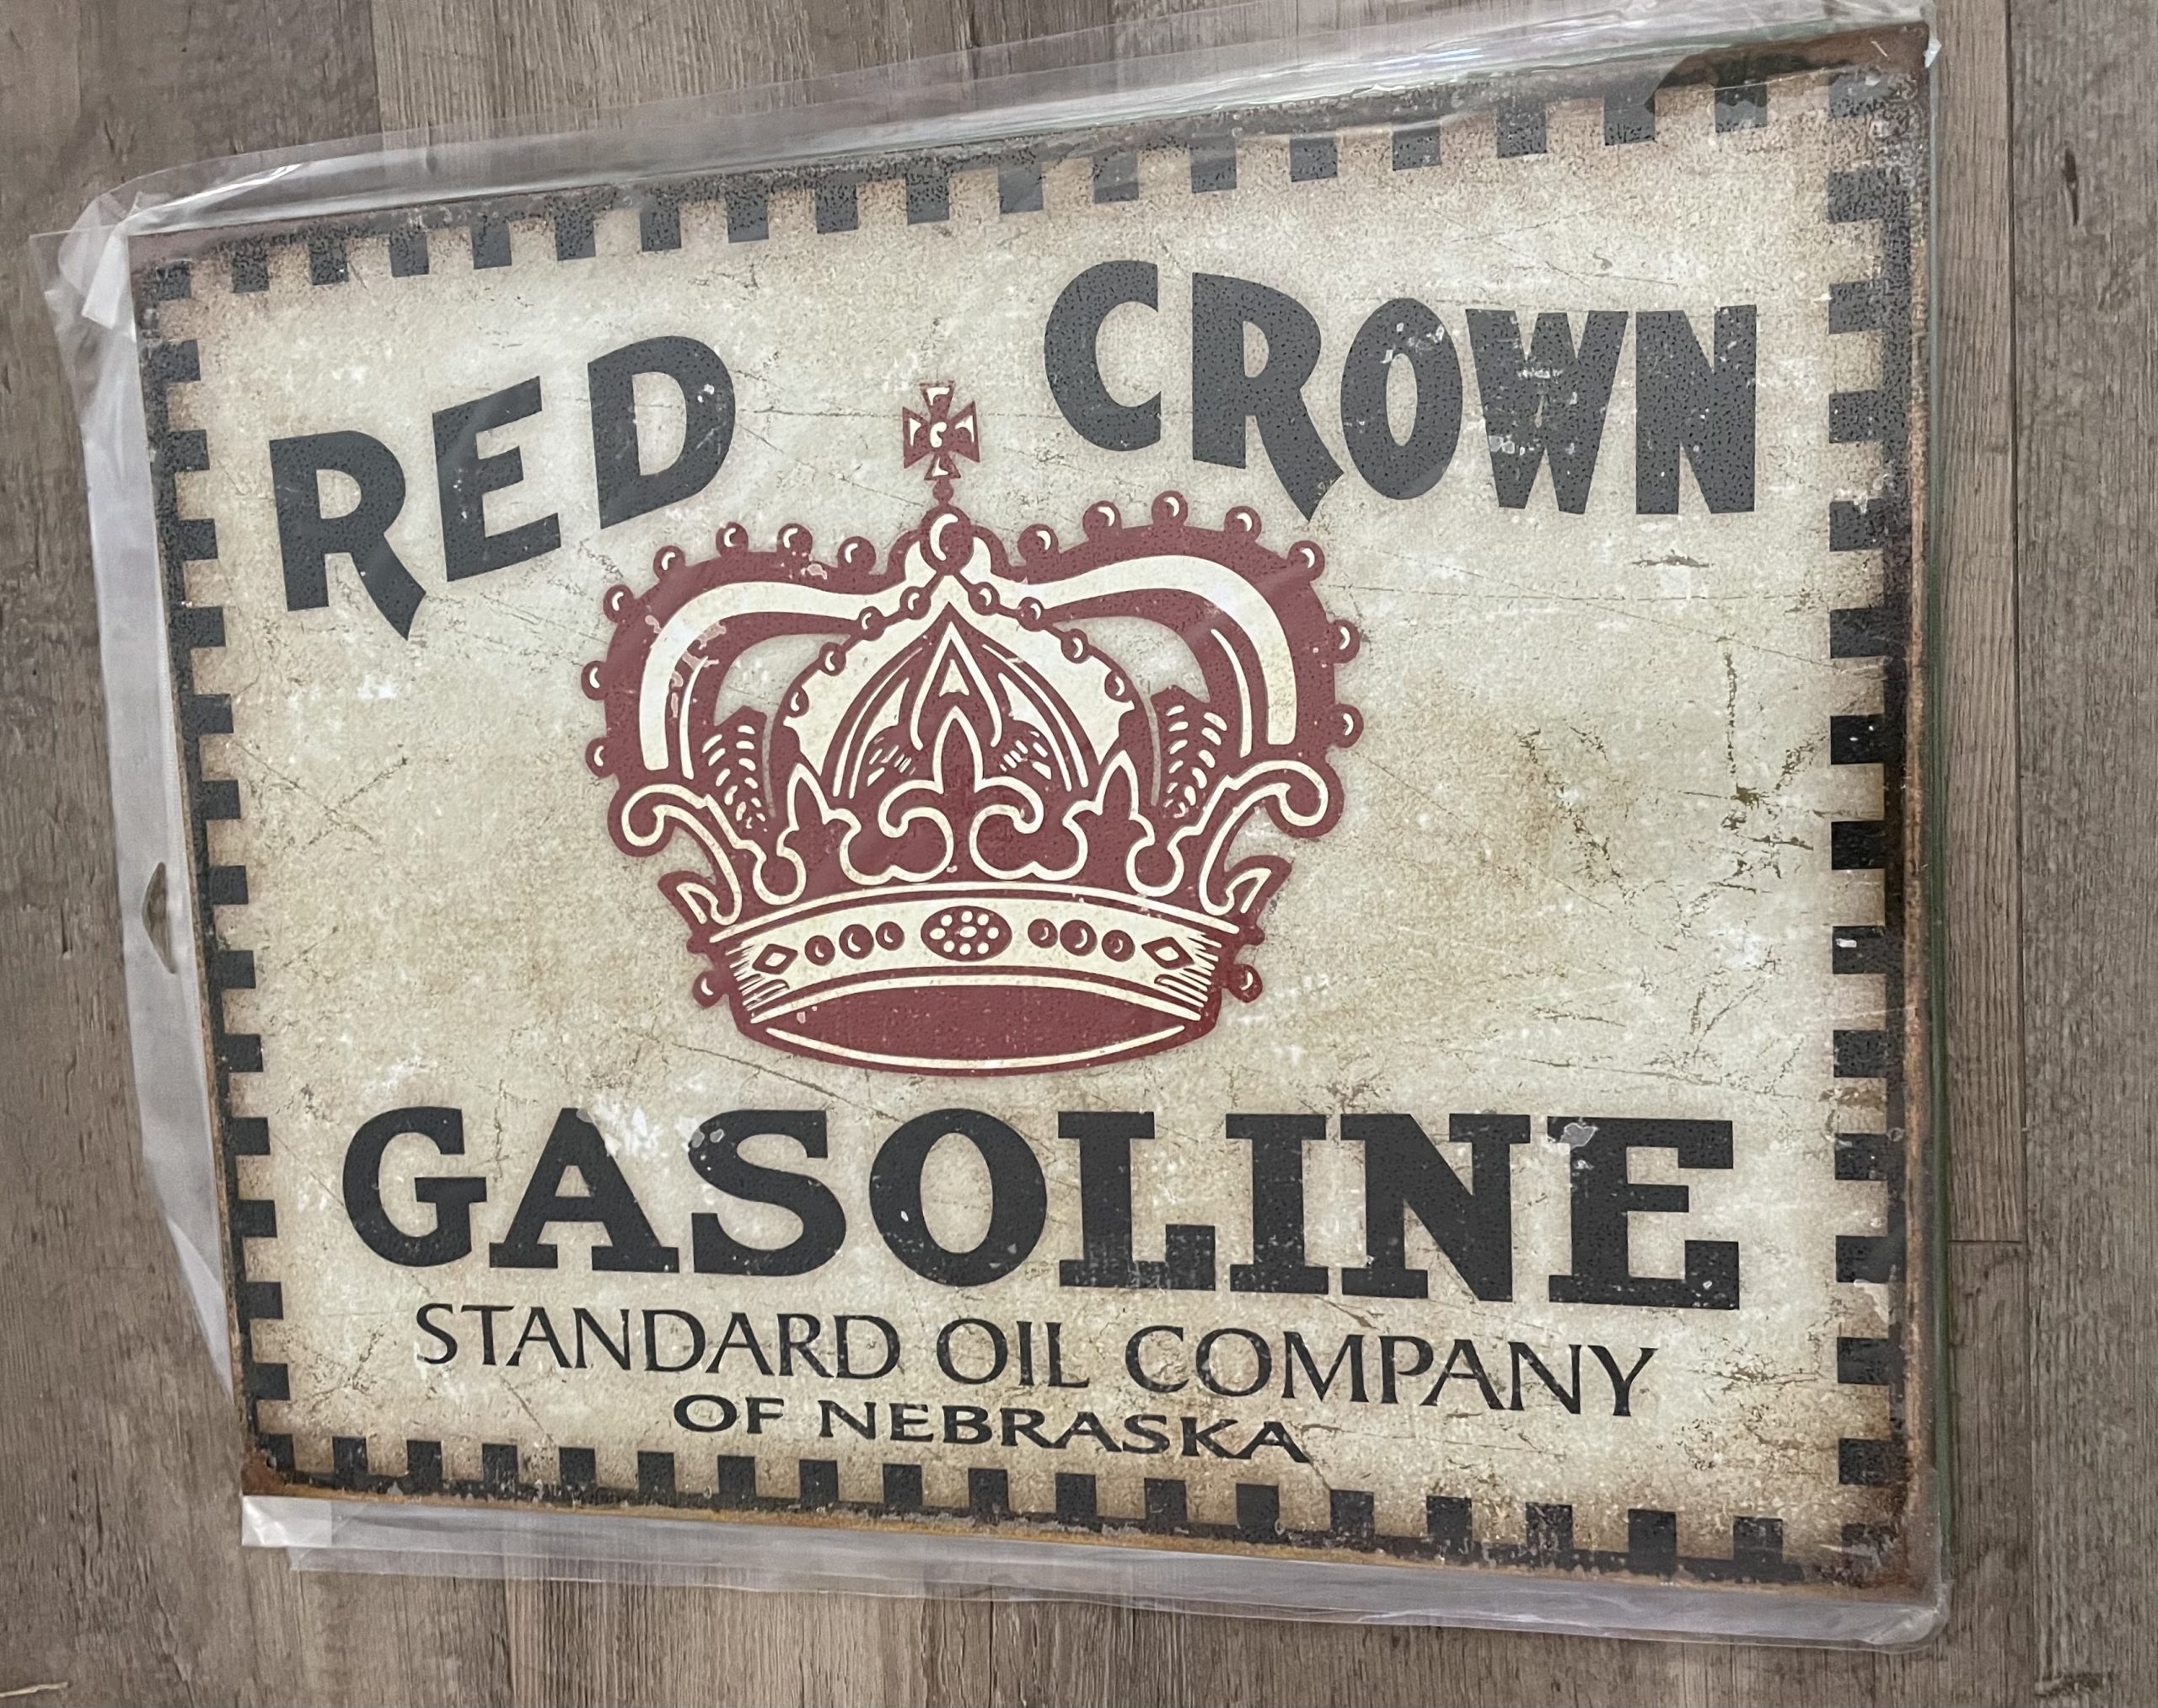 RED CROWN
GASOLINE
STANDARD OIL COMPANY
OF NEBRASKA